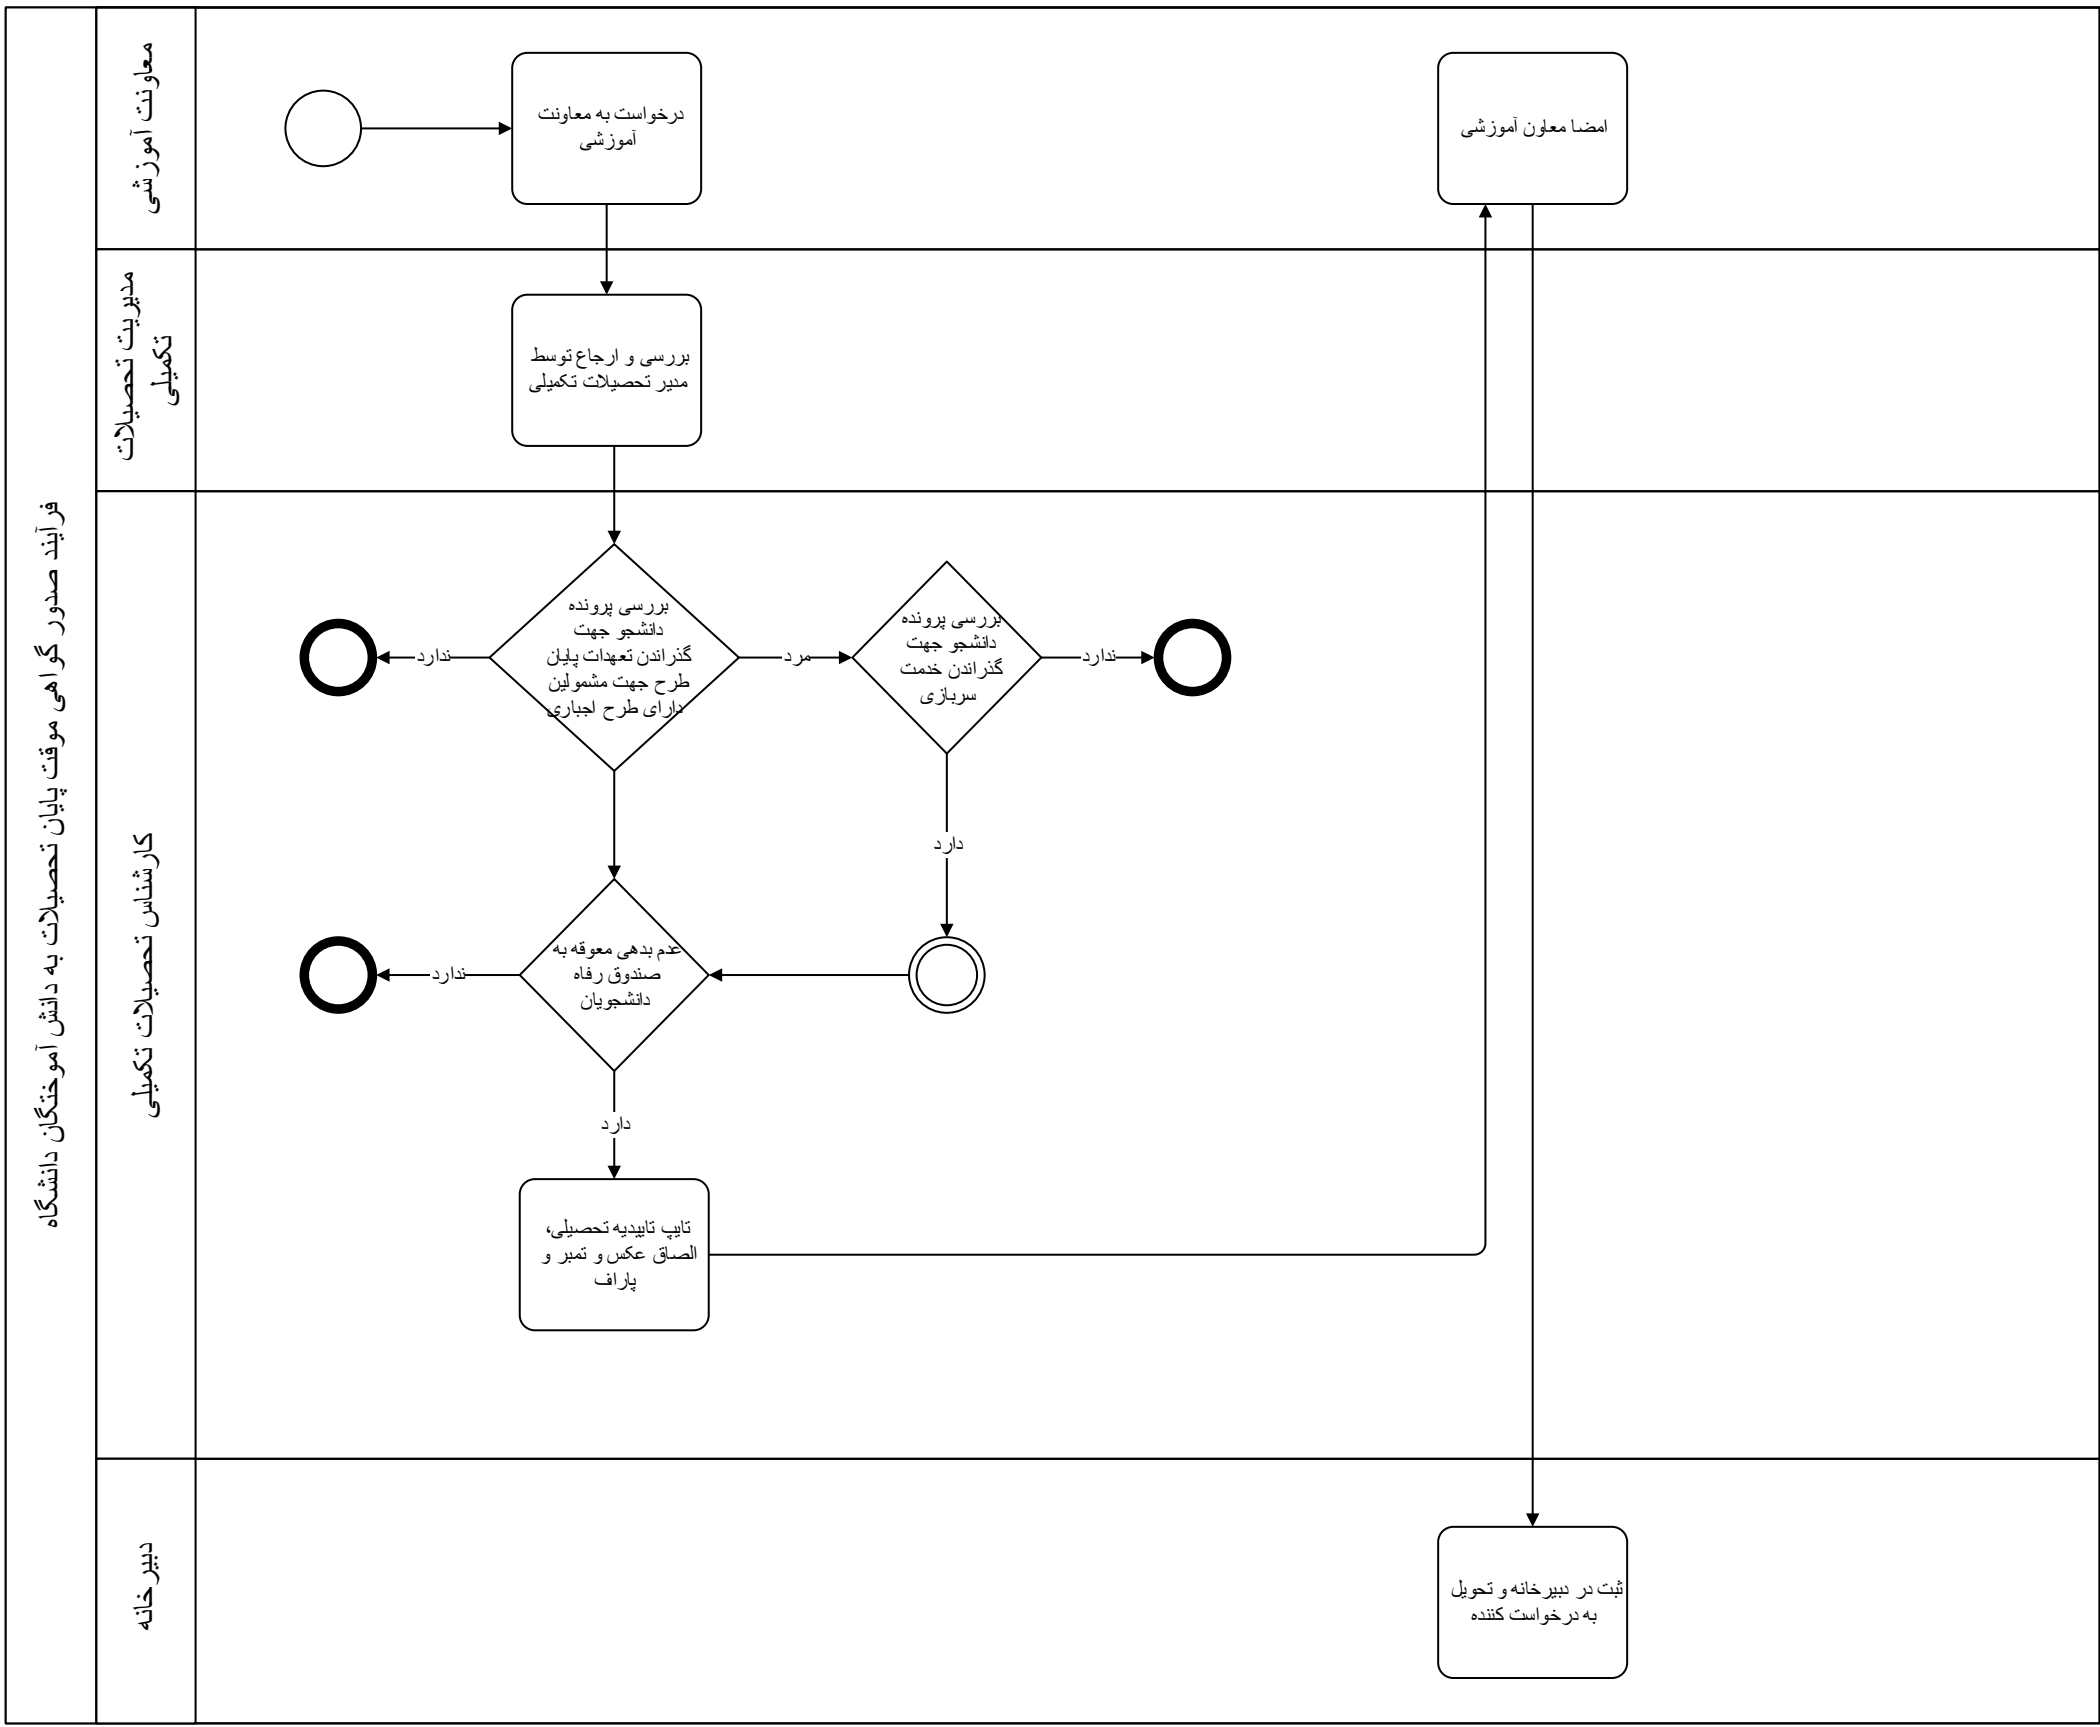 فرآیند صدور گواهی موقت پایان تحصیلات به دانش آموختگان دانشگاه
معاونت آموزشی
درخواست به معاونت
آموزشی
امضا معاون آموزشی
مدیریت تحصیلات
تکمیلی
بررسی و ارجاع توسط
مدیر تحصیلات تکمیلی
کارشناس تحصیلات تکمیلی
بررسی پرونده
دانشجو جهت
گذراندن تعهدات پایان
طرح جهت مشمولین
دارای طرح اجباری
ندارد
مرد
بررسی پرونده
دانشجو جهت
گذراندن خدمت
سربازی
ندارد
دارد
عدم بدهی معوقه به
صندوق رفاه
دانشجویان
ندارد
دارد
تایپ تاییدیه تحصیلی،
الصاق عکس و تمبر و
پاراف
دبیرخانه
ثبت در دبیرخانه و تحویل
به درخواست کننده